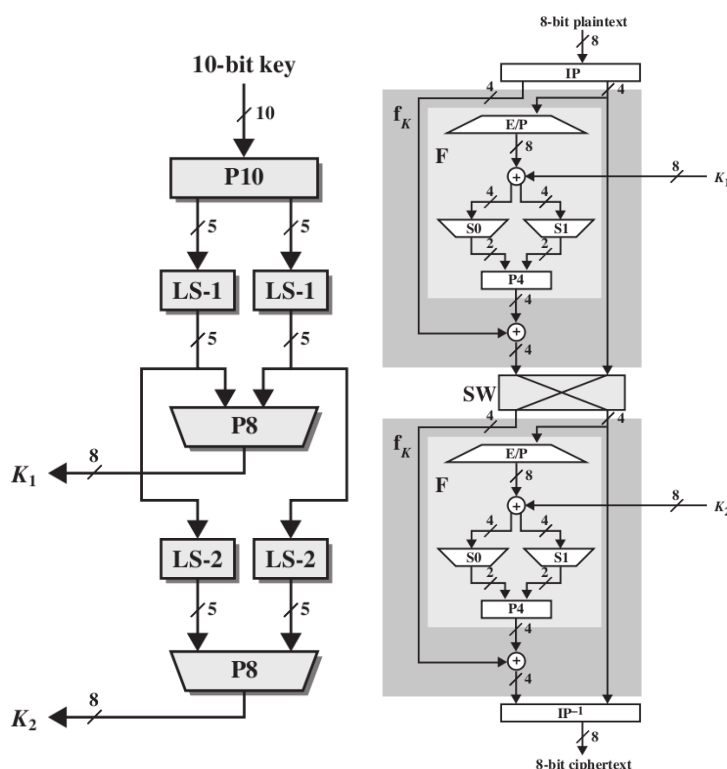 10-bit key
10
P10
5 5
LS-1 LS-1
5 5
P8
8
K1
LS-2 LS-2
5 5
P8
8
K2
8-bit plaintext
8
IP
4 4
fK
E/P
F
8
8
K1
4 4
S0 S1
2 2
P4
4
4
SW
4 4
fK
E/P
F
8
8
K2
4 4
S0 S1
2 2
P4
4
4
IP–1
8
8-bit ciphertext